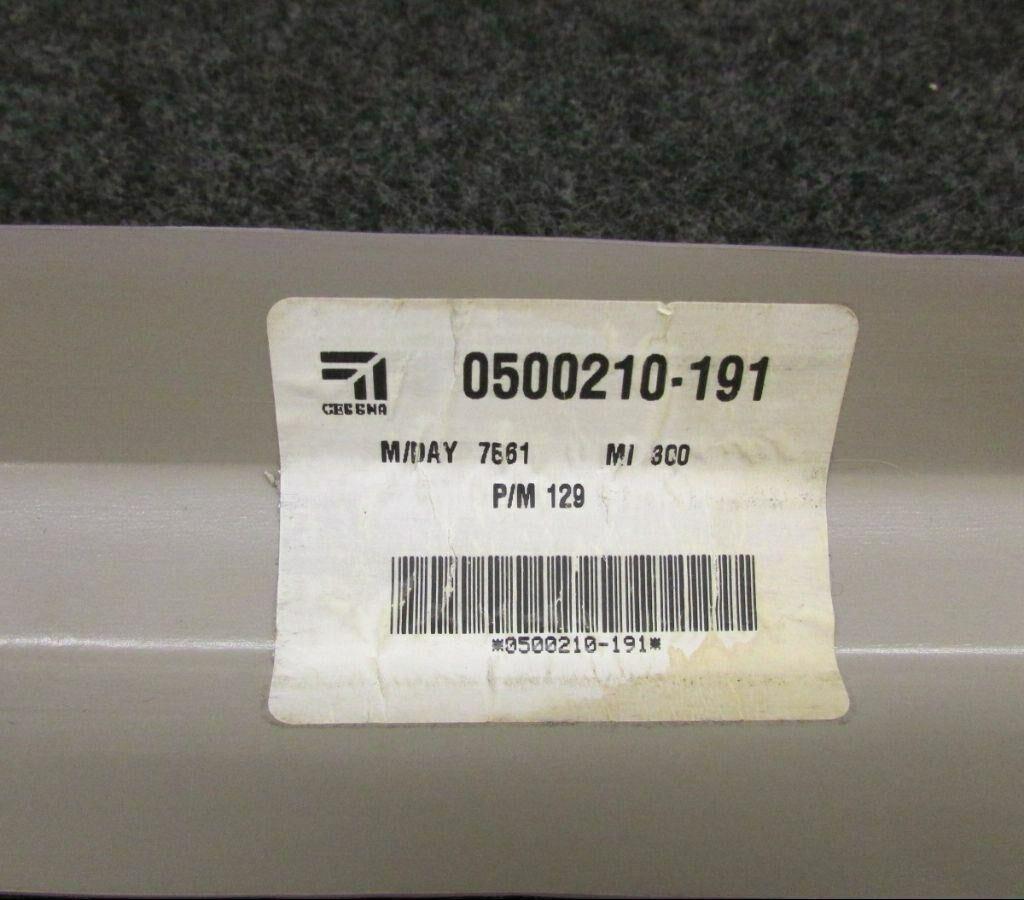 0500210-191
CESSNA
M/DAY 7561 MI 300
P/M 129
*0500210-191*